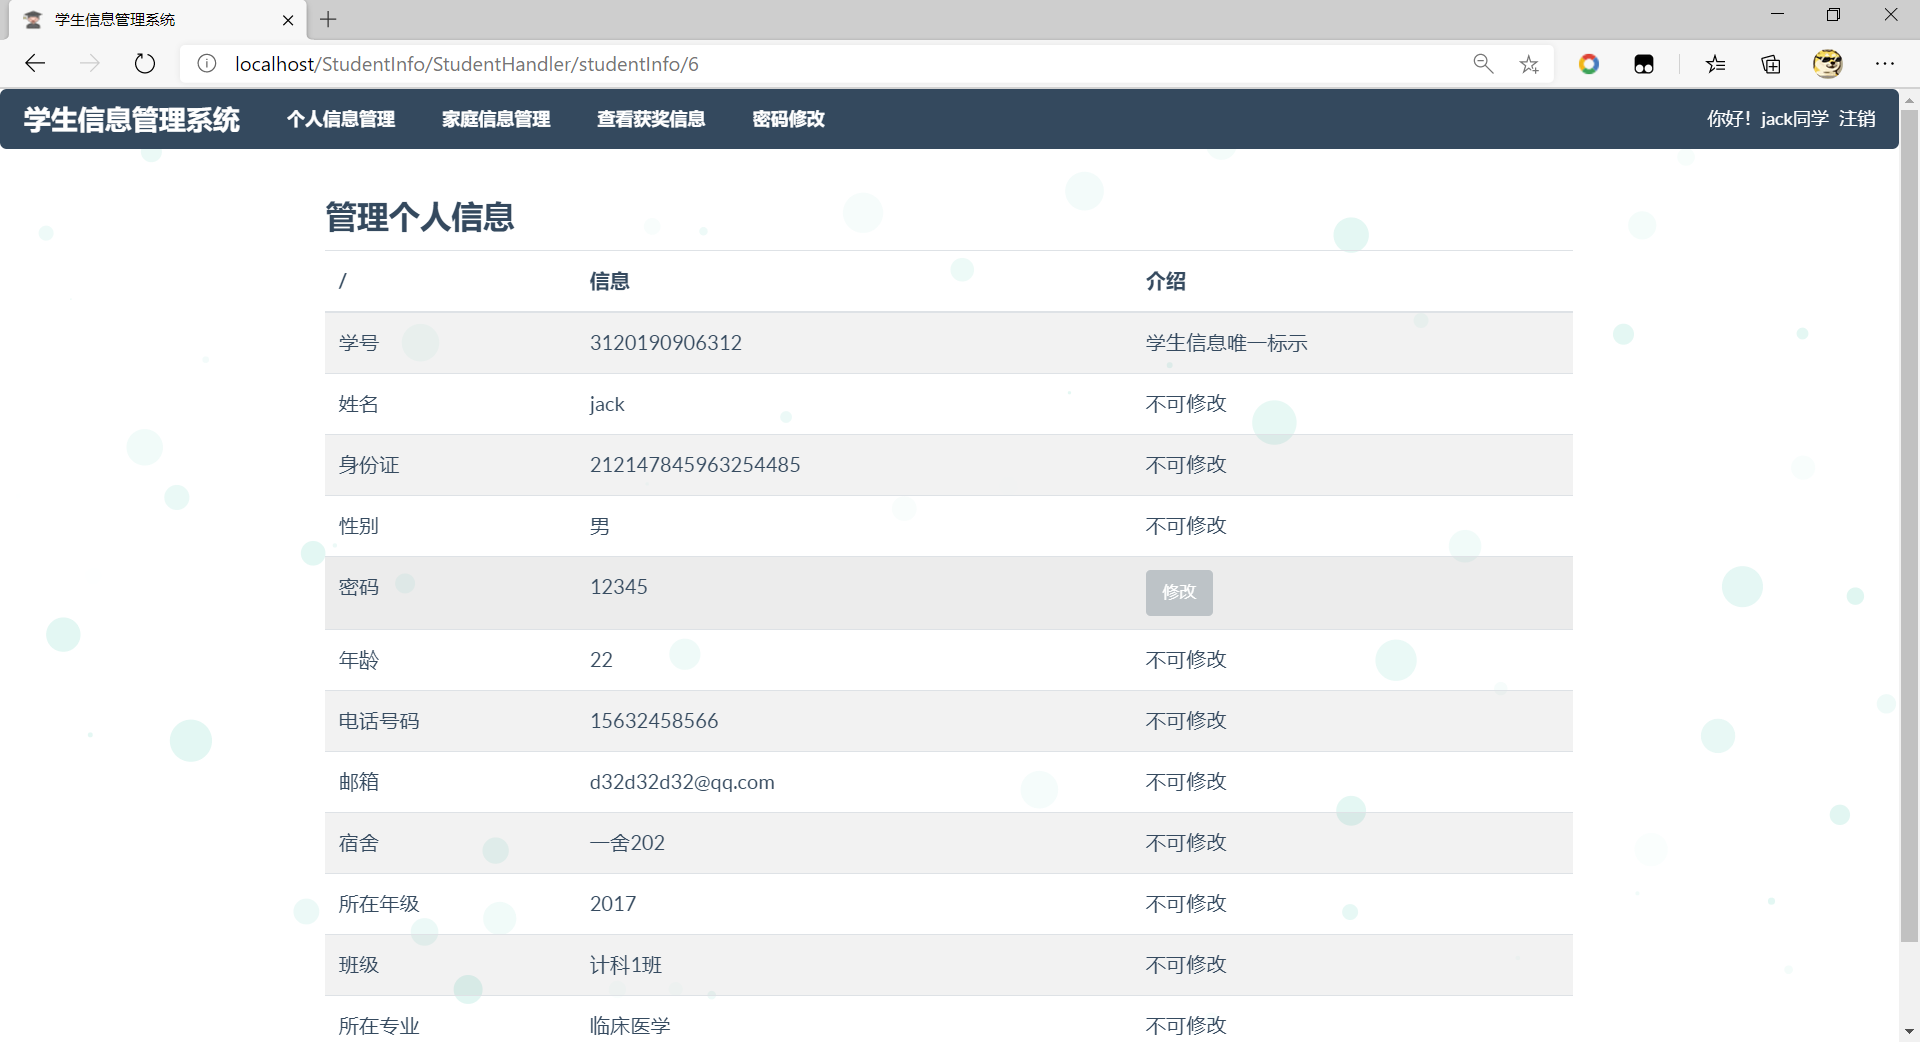 学生信息管理系统
localhost/StudentInfo/StudentHandler/studentInfo/6
学生信息管理系统 个人信息管理 家庭信息管理 查看获奖信息 密码修改 你好！jack同学 注销
管理个人信息
/ 信息 介绍
学号 3120190906312 学生信息唯一标示
姓名 jack 不可修改
身份证 212147845963254485 不可修改
性别 男 不可修改
密码 12345 修改
年龄 22 不可修改
电话号码 15632458566 不可修改
邮箱 d32d32d32@qq.com 不可修改
宿舍 一舍202 不可修改
所在年级 2017 不可修改
班级 计科1班 不可修改
所在专业 临床医学 不可修改